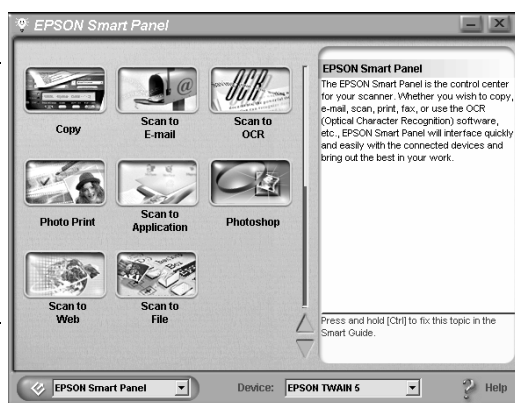 EPSON Smart Panel
Copy
Scan to
E-mail
Scan to
OCR
Photo Print
Scan to
Application
Photoshop
Scan to
Web
Scan to
File
EPSON Smart Panel
The EPSON Smart Panel is the control center
for your scanner. Whether you wish to copy,
e-mail, scan, print, fax, or use the OCR
(Optical Character Recognition) software,
etc., EPSON Smart Panel will interface quickly
and easily with the connected devices and
bring out the best in your work.
Press and hold [Ctrl] to fix this topic in the
Smart Guide.
EPSON Smart Panel
Device:
EPSON TWAIN 5
Help